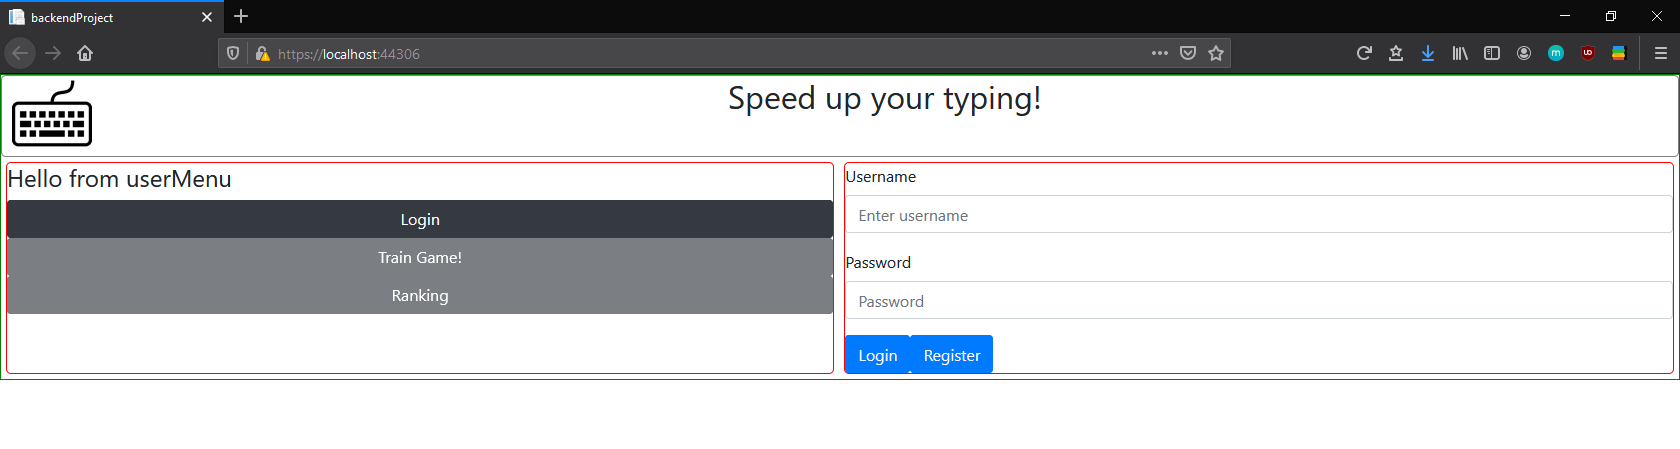 backendProject
https://localhost:44306
Speed up your typing!
Hello from userMenu
Login
Train Game!
Ranking
Username
Enter username
Password
Password
Login Register